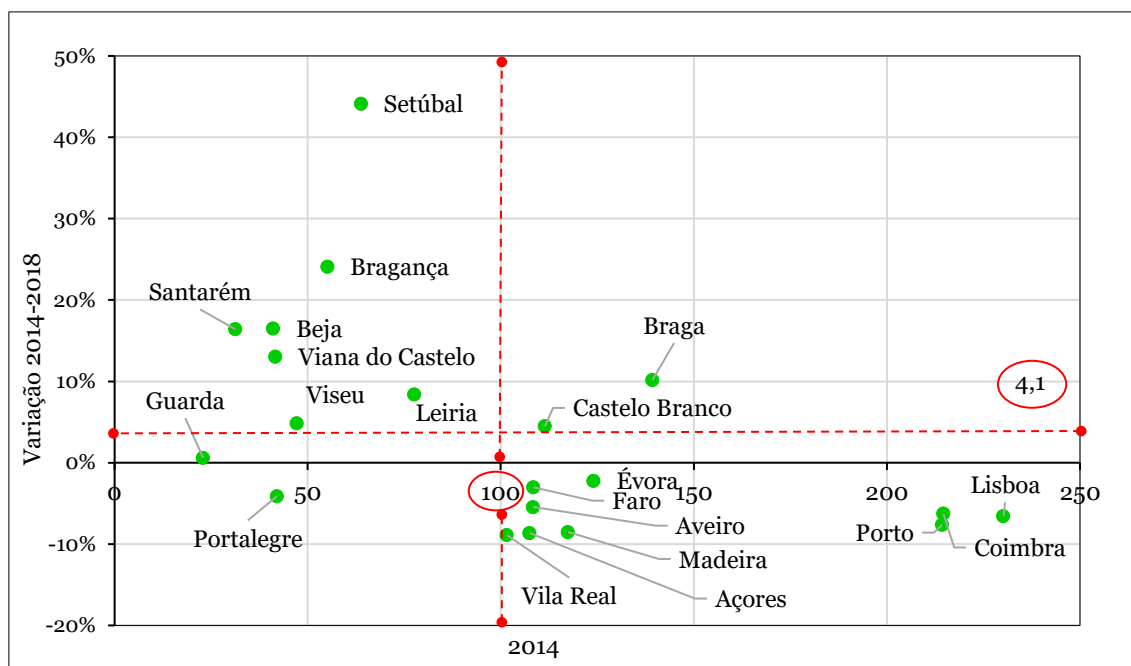 50%
Setúbal
40%
30%
Bragança
Santarém
20%
Beja
Braga
Viana do Castelo
10%
4,1
Viseu
Guarda
Leiria
Castelo Branco
0%
0
50
100
150
200
250
Évora
Faro
Lisboa
Portalegre
Aveiro
Porto
Coimbra
-10%
Madeira
Vila Real
Açores
-20%
2014
Variação 2014-2018